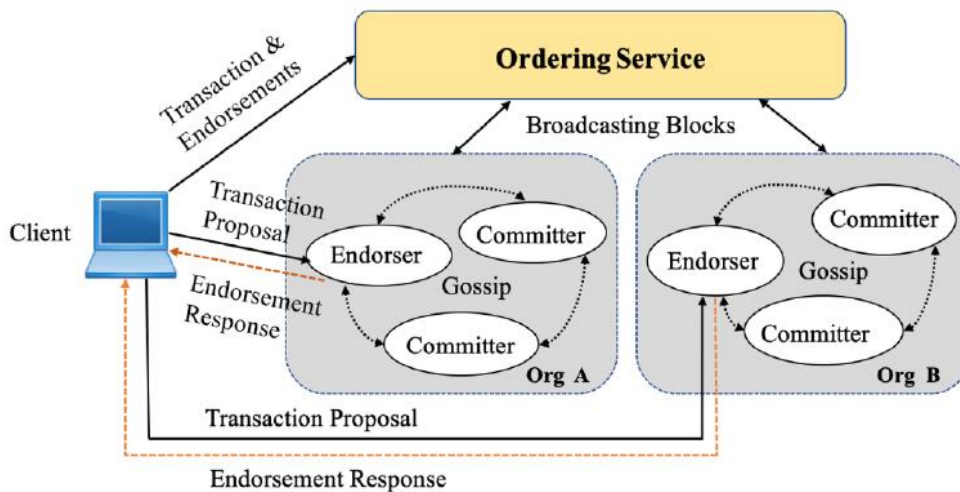 Ordering Service
Transaction &
Endorsements
Broadcasting Blocks
Client
Transaction
Proposal
Endorsement
Response
Endorser
Committer
Gossip
Committer
Org A
Endorser
Committer
Gossip
Committer
Org B
Transaction Proposal
Endorsement Response